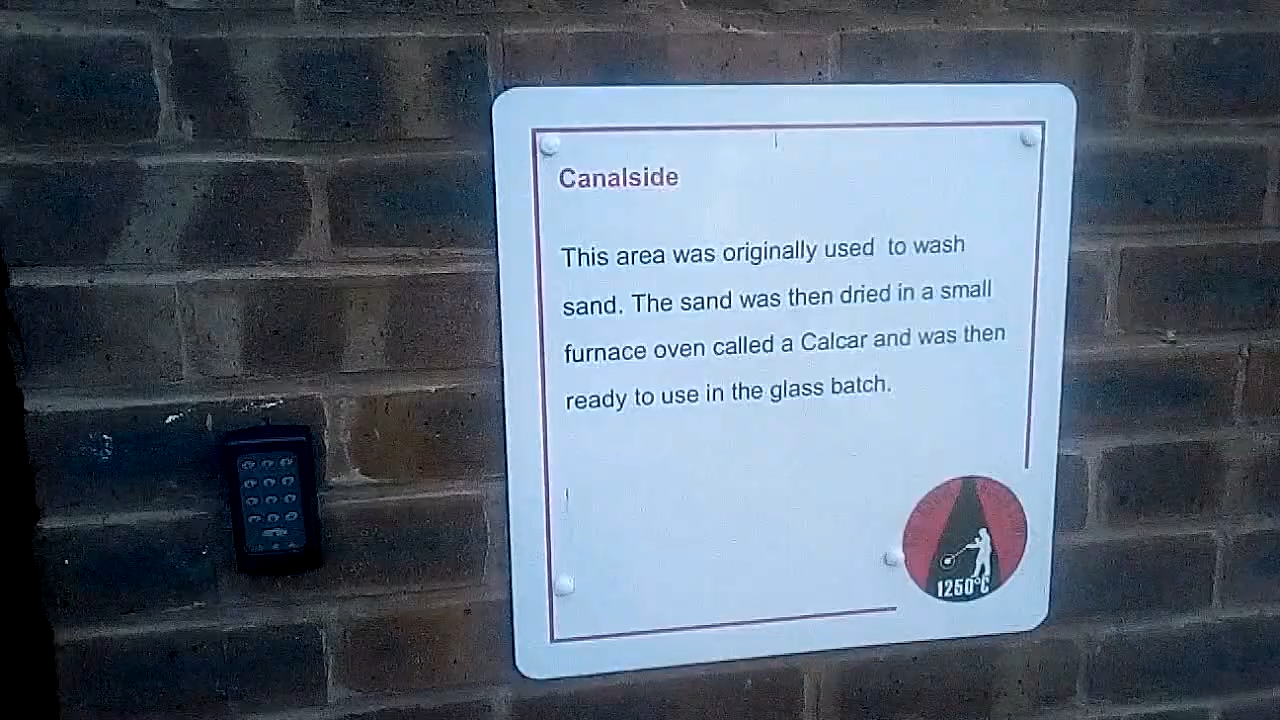 Canalside
This area was originally used to wash
sand. The sand was then dried in a small
furnace oven called a Calcar and was then
ready to use in the glass batch.
1250°C